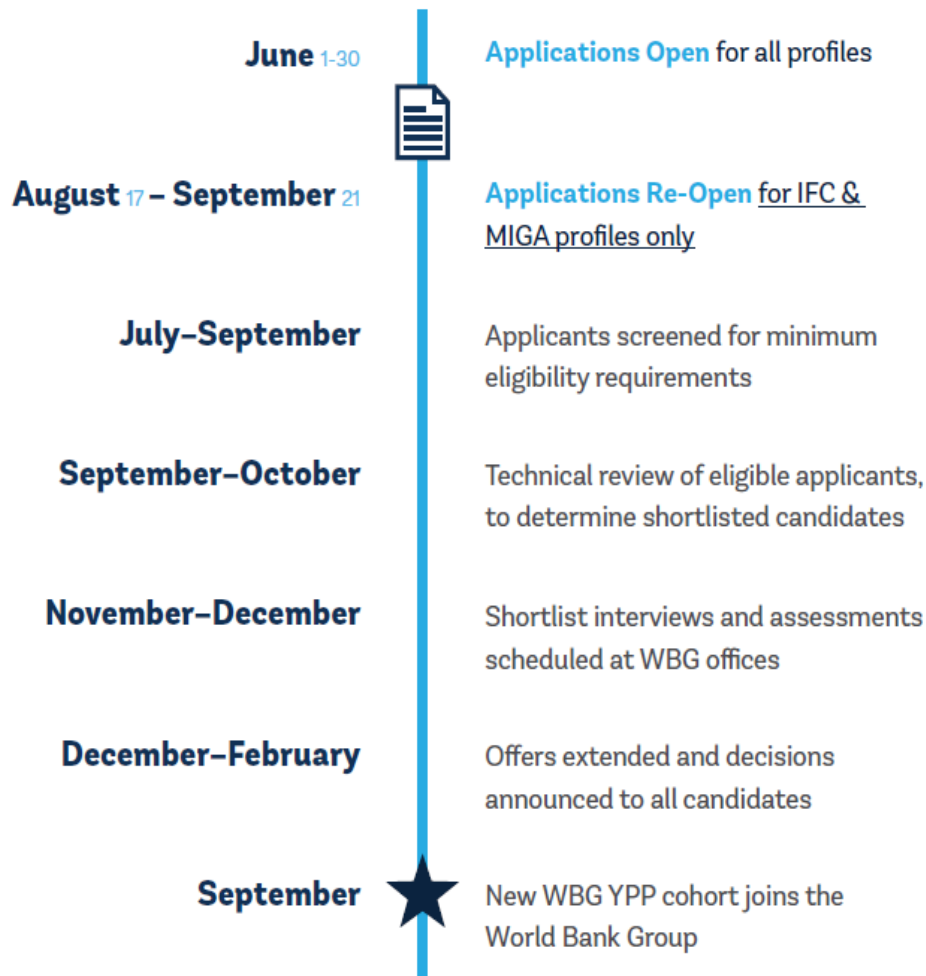 June 1-30
Applications Open for all profiles
August 17 – September 21
Applications Re-Open for IFC &
MIGA profiles only
July–September
Applicants screened for minimum
eligibility requirements
September–October
Technical review of eligible applicants,
to determine shortlisted candidates
November–December
Shortlist interviews and assessments
scheduled at WBG offices
December–February
Offers extended and decisions
announced to all candidates
September
New WBG YPP cohort joins the
World Bank Group